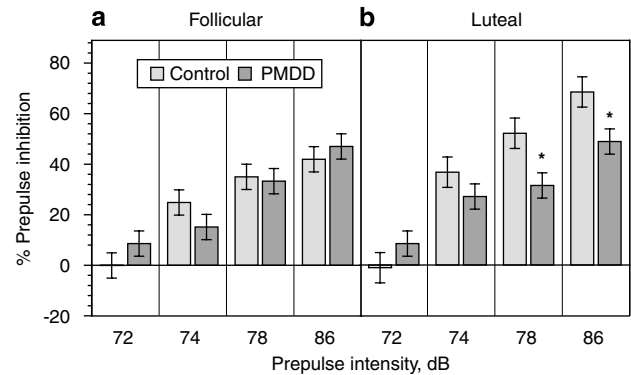 a Follicular b Luteal
80
Control PMDD
60
*
40
*
20
0
-20
% Prepulse inhibition
72 74 78 86 72 74 78 86
Prepulse intensity, dB